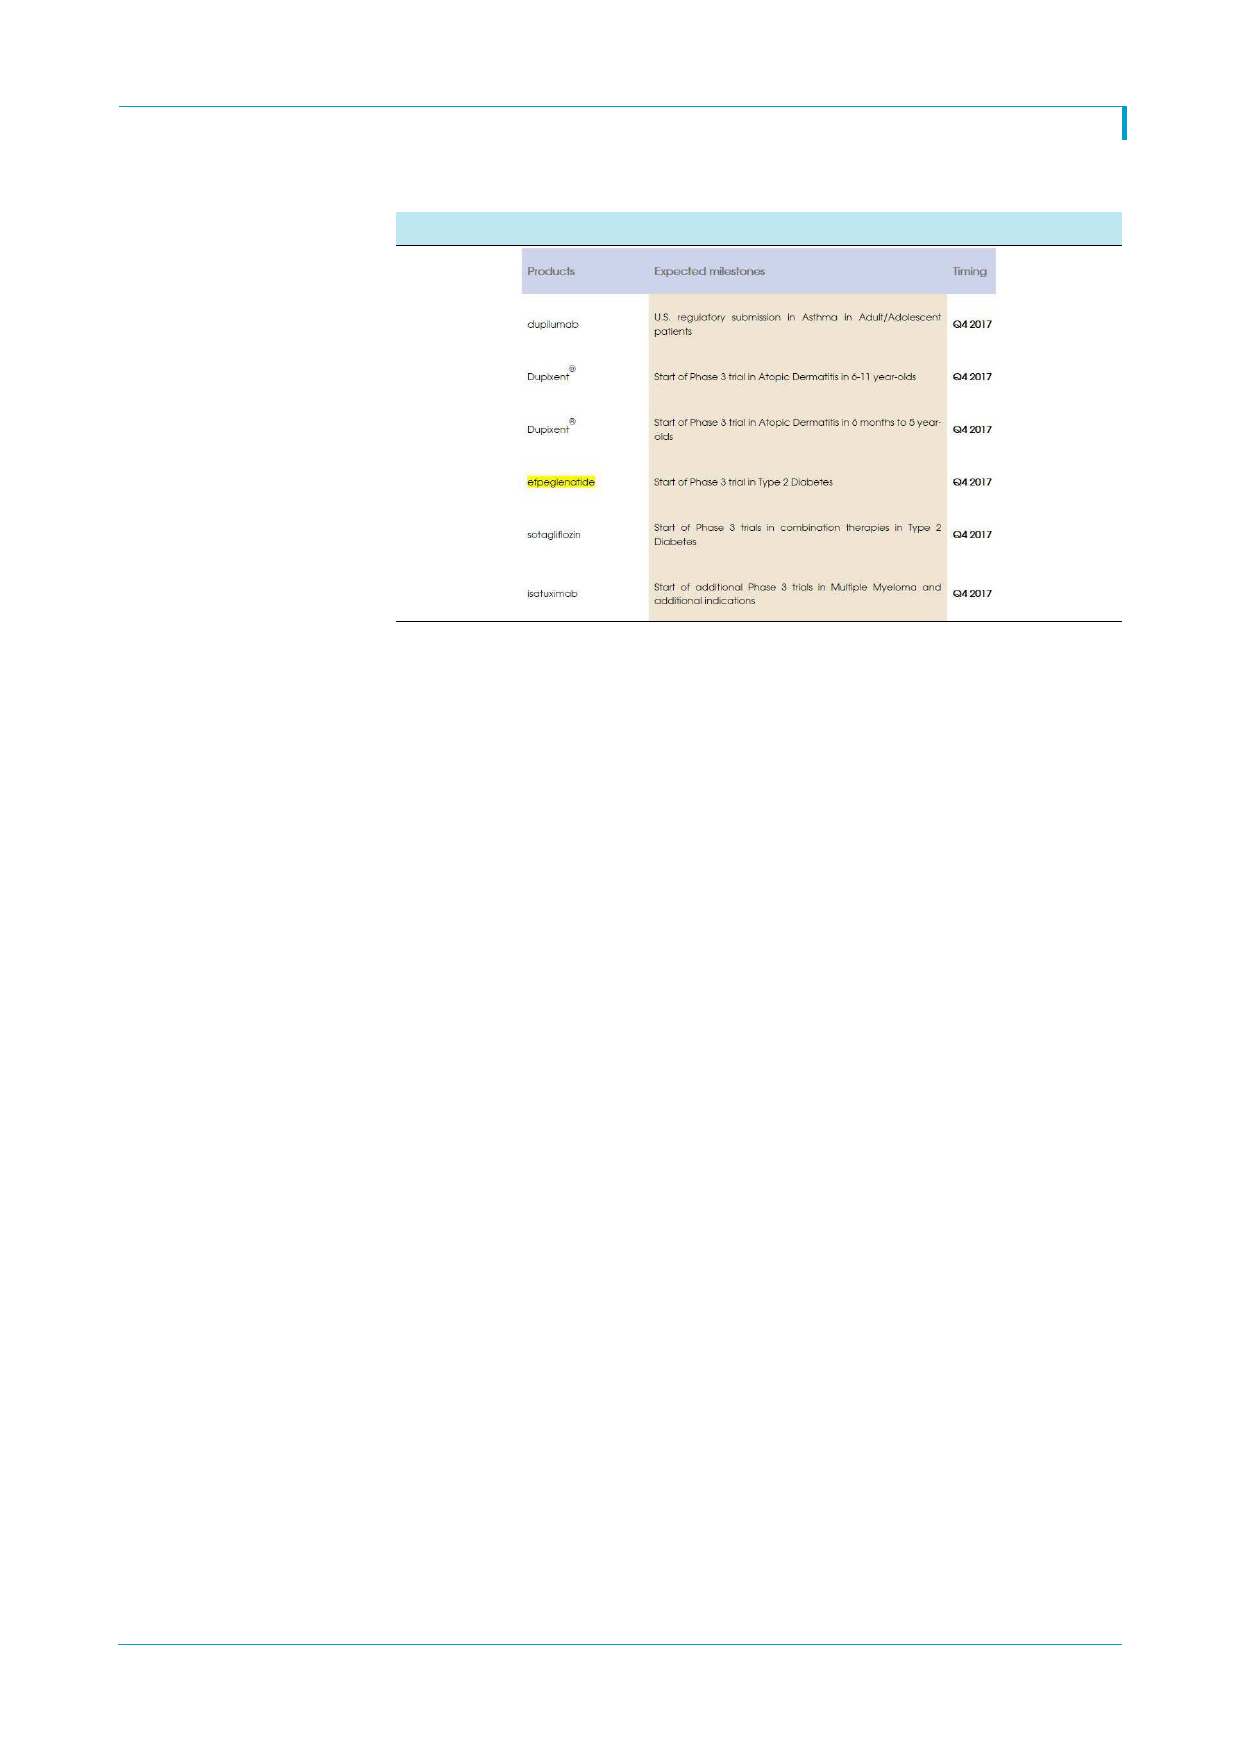 Products Expected milestones Timing
dupilumab U.S. regulatory submission in Asthma in Adult/Adolescent patients Q4 2017
Dupixent® Start of Phase 3 trial in Atopic Dermatitis in 6-11 year-olds Q4 2017
Dupixent® Start of Phase 3 trial in Atopic Dermatitis in 6 months to 5 year-olds Q4 2017
efpeglenatide Start of Phase 3 trial in Type 2 Diabetes Q4 2017
sotagliflozin Start of Phase 3 trials in combination therapies in Type 2 Diabetes Q4 2017
isatuximab Start of additional Phase 3 trials in Multiple Myeloma and additional indications Q4 2017